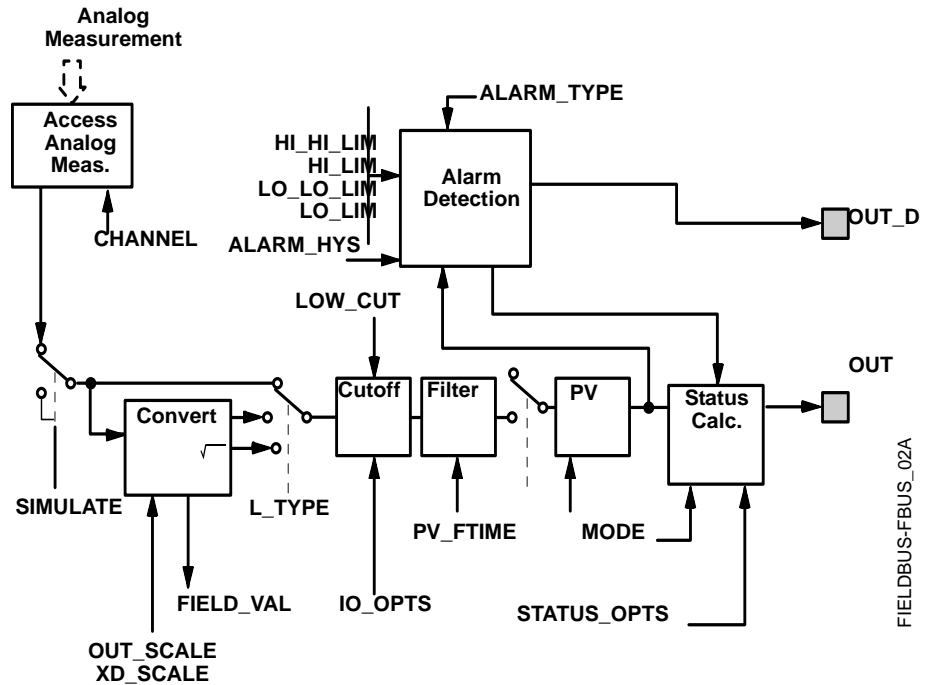 Analog
Measurement
Access
Analog
Meas.
CHANNEL
ALARM_TYPE
HI_HI_LIM
HI_LIM
LO_LO_LIM
LO_LIM
ALARM_HYS
Alarm
Detection
OUT_D
LOW_CUT
OUT
Convert
√
Cutoff
Filter
PV
Status
Calc.
SIMULATE
L_TYPE
PV_FTIME
MODE
FIELD_VAL
IO_OPTS
STATUS_OPTS
OUT_SCALE
XD_SCALE
FIELDBUS-FBUS_02A